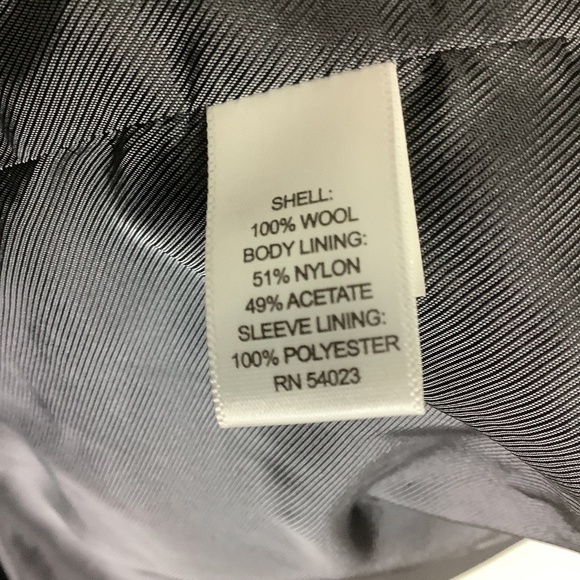 SHELL:
100% WOOL
BODY LINING:
51% NYLON
49% ACETATE
SLEEVE LINING:
100% POLYESTER
RN 54023